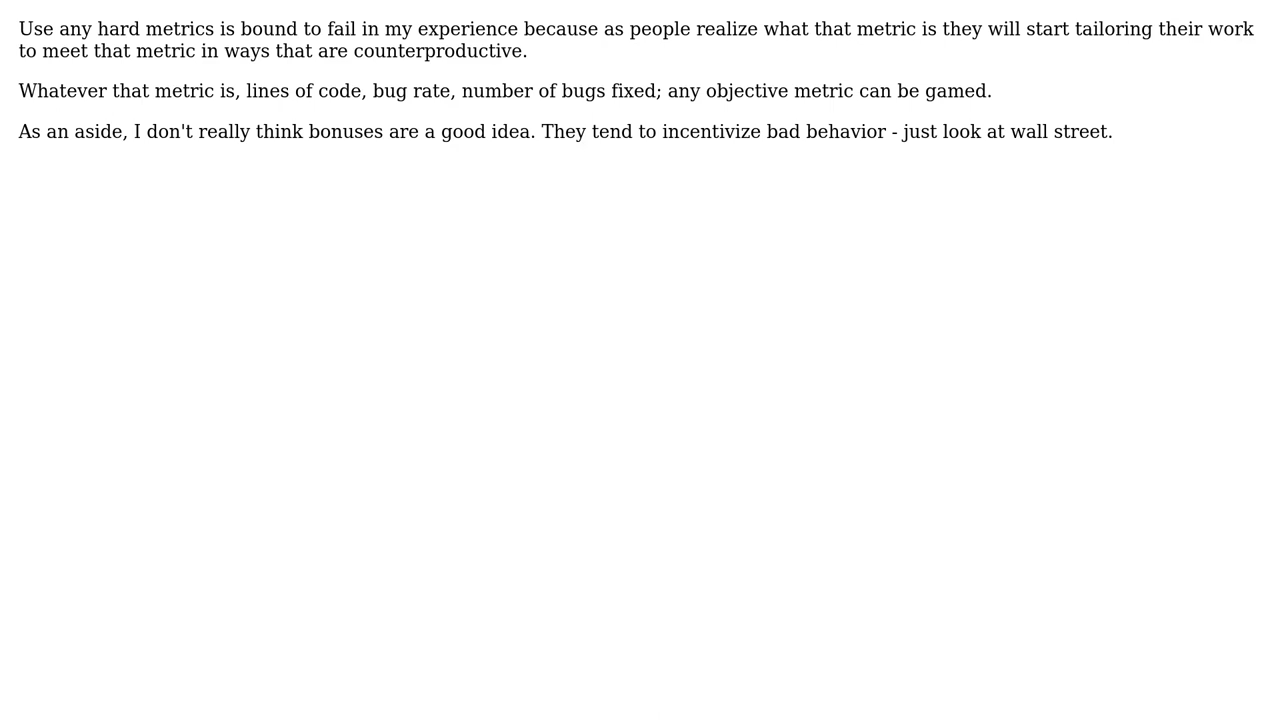 Use any hard metrics is bound to fail in my experience because as people realize what that metric is they will start tailoring their work
to meet that metric in ways that are counterproductive.
Whatever that metric is, lines of code, bug rate, number of bugs fixed; any objective metric can be gamed.
As an aside, I don't really think bonuses are a good idea. They tend to incentivize bad behavior - just look at wall street.